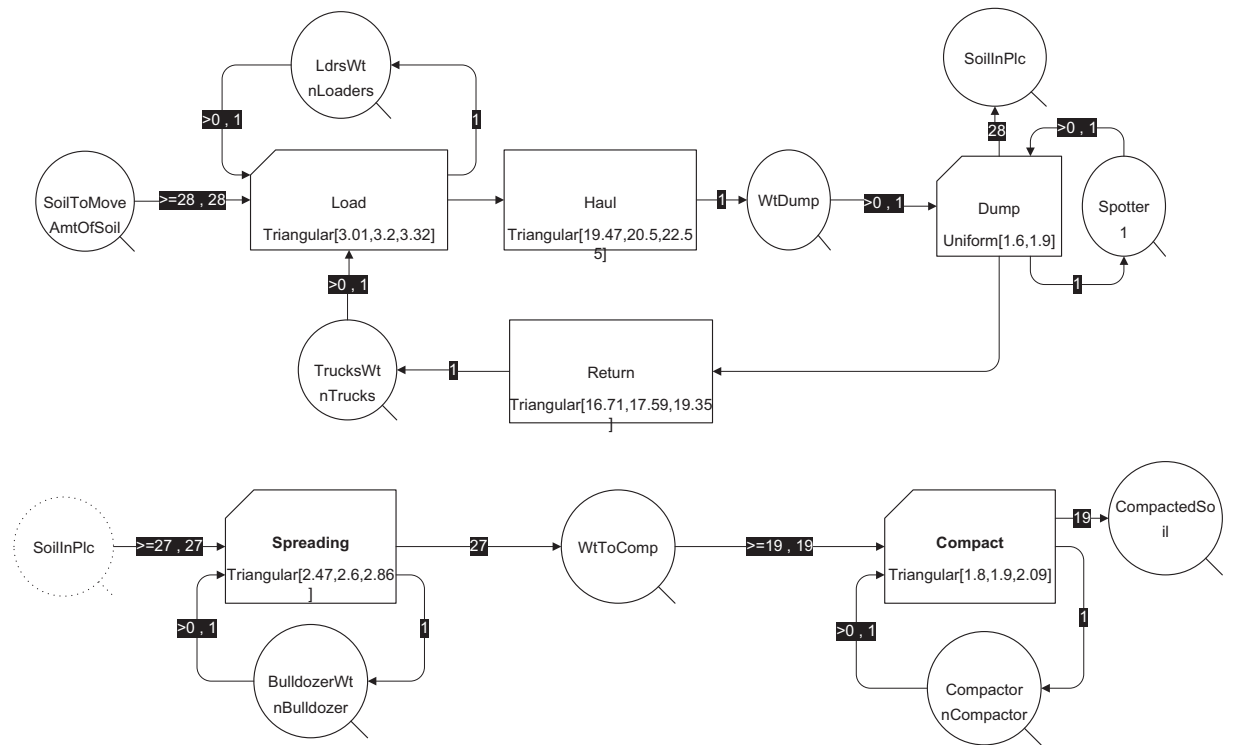 LdrsWt
nLoaders
>0 , 1
1
SoilToMove
AmtOfSoil
>=28 , 28
Load
Triangular[3.01,3.2,3.32]
Haul
Triangular[19.47,20.5,22.5
5]
1
WtDump
>0 , 1
SoilInPlc
28
>0 , 1
Dump
Uniform[1.6,1.9]
Spotter
1
1
>0 , 1
TrucksWt
nTrucks
1
Return
Triangular[16.71,17.59,19.35
]
SoilInPlc
>=27 , 27
Spreading
Triangular[2.47,2.6,2.86
]
27
>0 , 1
1
BulldozerWt
nBulldozer
WtToComp
>=19 , 19
Compact
Triangular[1.8,1.9,2.09]
19
CompactedSo
il
>0 , 1
1
Compactor
nCompactor